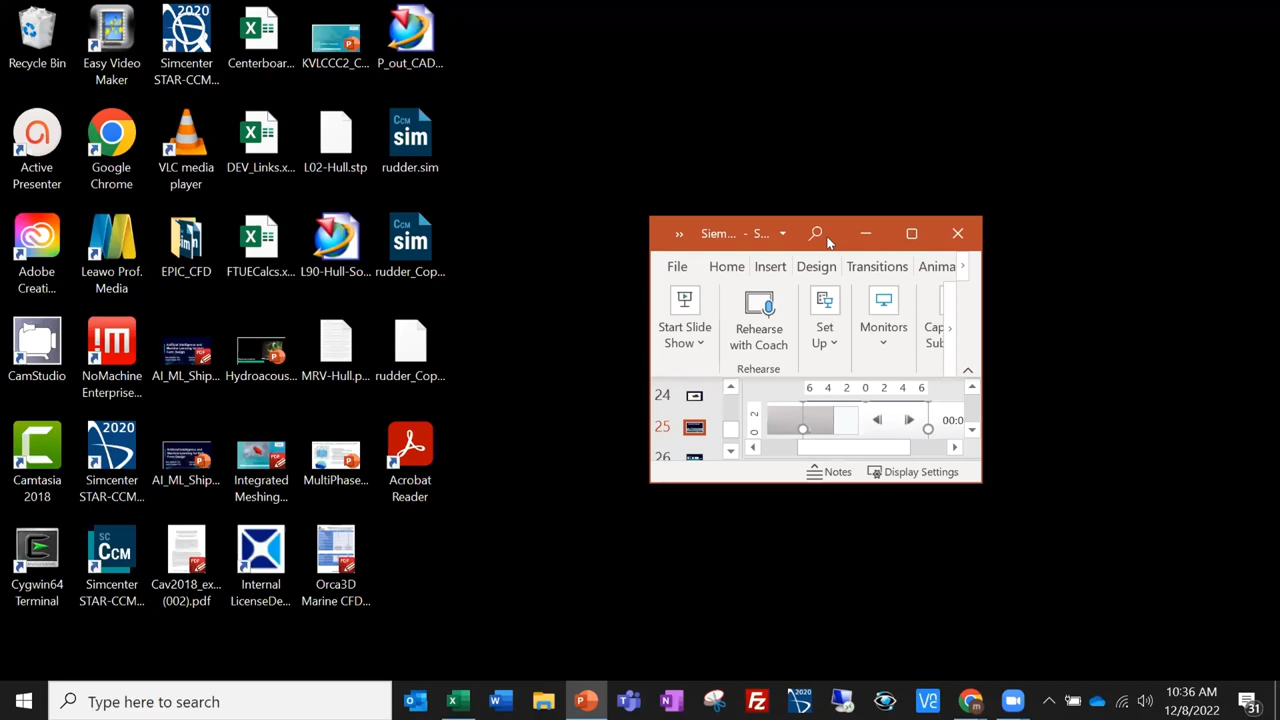 Recycle Bin
Easy Video
Maker
Simcenter
STAR-CCM...
Centerboar...
KVLCCC2_C...
P_out_CAD...
Active
Presenter
Google
Chrome
VLC media
player
DEV_Links.x...
L02-Hull.stp
rudder.sim
Adobe
Creati...
Leawo Prof.
Media
EPIC_CFD
FTUECalcs.x...
L90-Hull-So...
rudder_Cop...
CamStudio
NoMachine
Enterprise...
AI_ML_Ship...
Hydroacous...
MRV-Hull.p...
rudder_Cop...
Camtasia
2018
Simcenter
STAR-CCM...
AI_ML_Ship...
Integrated
Meshing...
MultiPhase...
Acrobat
Reader
Cygwin64
Terminal
Simcenter
STAR-CCM...
Cav2018_ex...
(002).pdf
Internal
LicenseDe...
Orca3D
Marine CFD...
Siem... - S...
File Home Insert Design Transitions Anima
Start Slide
Show
Rehearse
with Coach
Set
Up
Monitors
Cap
Sub
Rehearse
24
25
26
6 4 2 0 2 4 6
00:0
Notes Display Settings
Type here to search
10:36 AM
12/8/2022
31